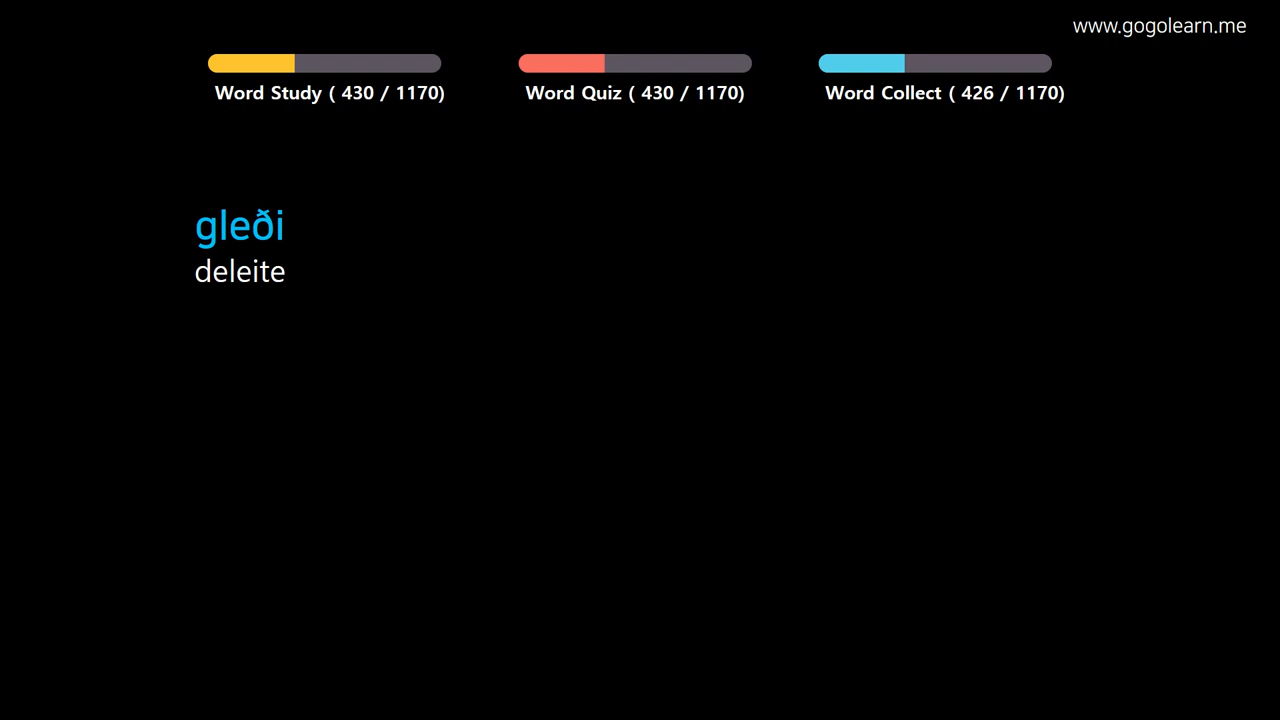 www.gogolearn.me
Word Study ( 430 / 1170)
Word Quiz ( 430 / 1170)
Word Collect ( 426 / 1170)
gleði
deleite